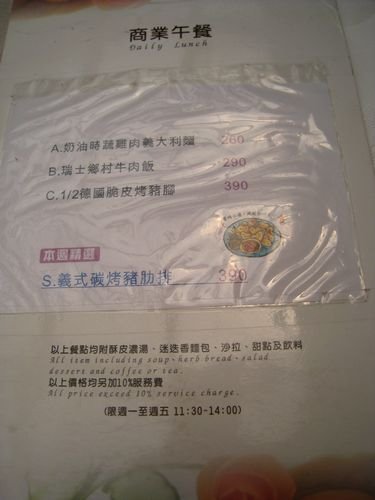 商業午餐
Daily Lunch
A.奶油時蔬雞肉義大利麵 260
B.瑞士鄉村牛肉飯 290
C.1/2德國脆皮烤豬腳 390
本週精選
S.義式碳烤豬肋排 390
以上餐點均附酥皮濃湯、迷迭香麵包、沙拉、甜點及飲料
All item including soup、herb bread、salad
dessert and coffee or tea.
以上價格均另加10%服務費
All price exceed 10% service charge.
(限週一至週五 11:30-14:00)